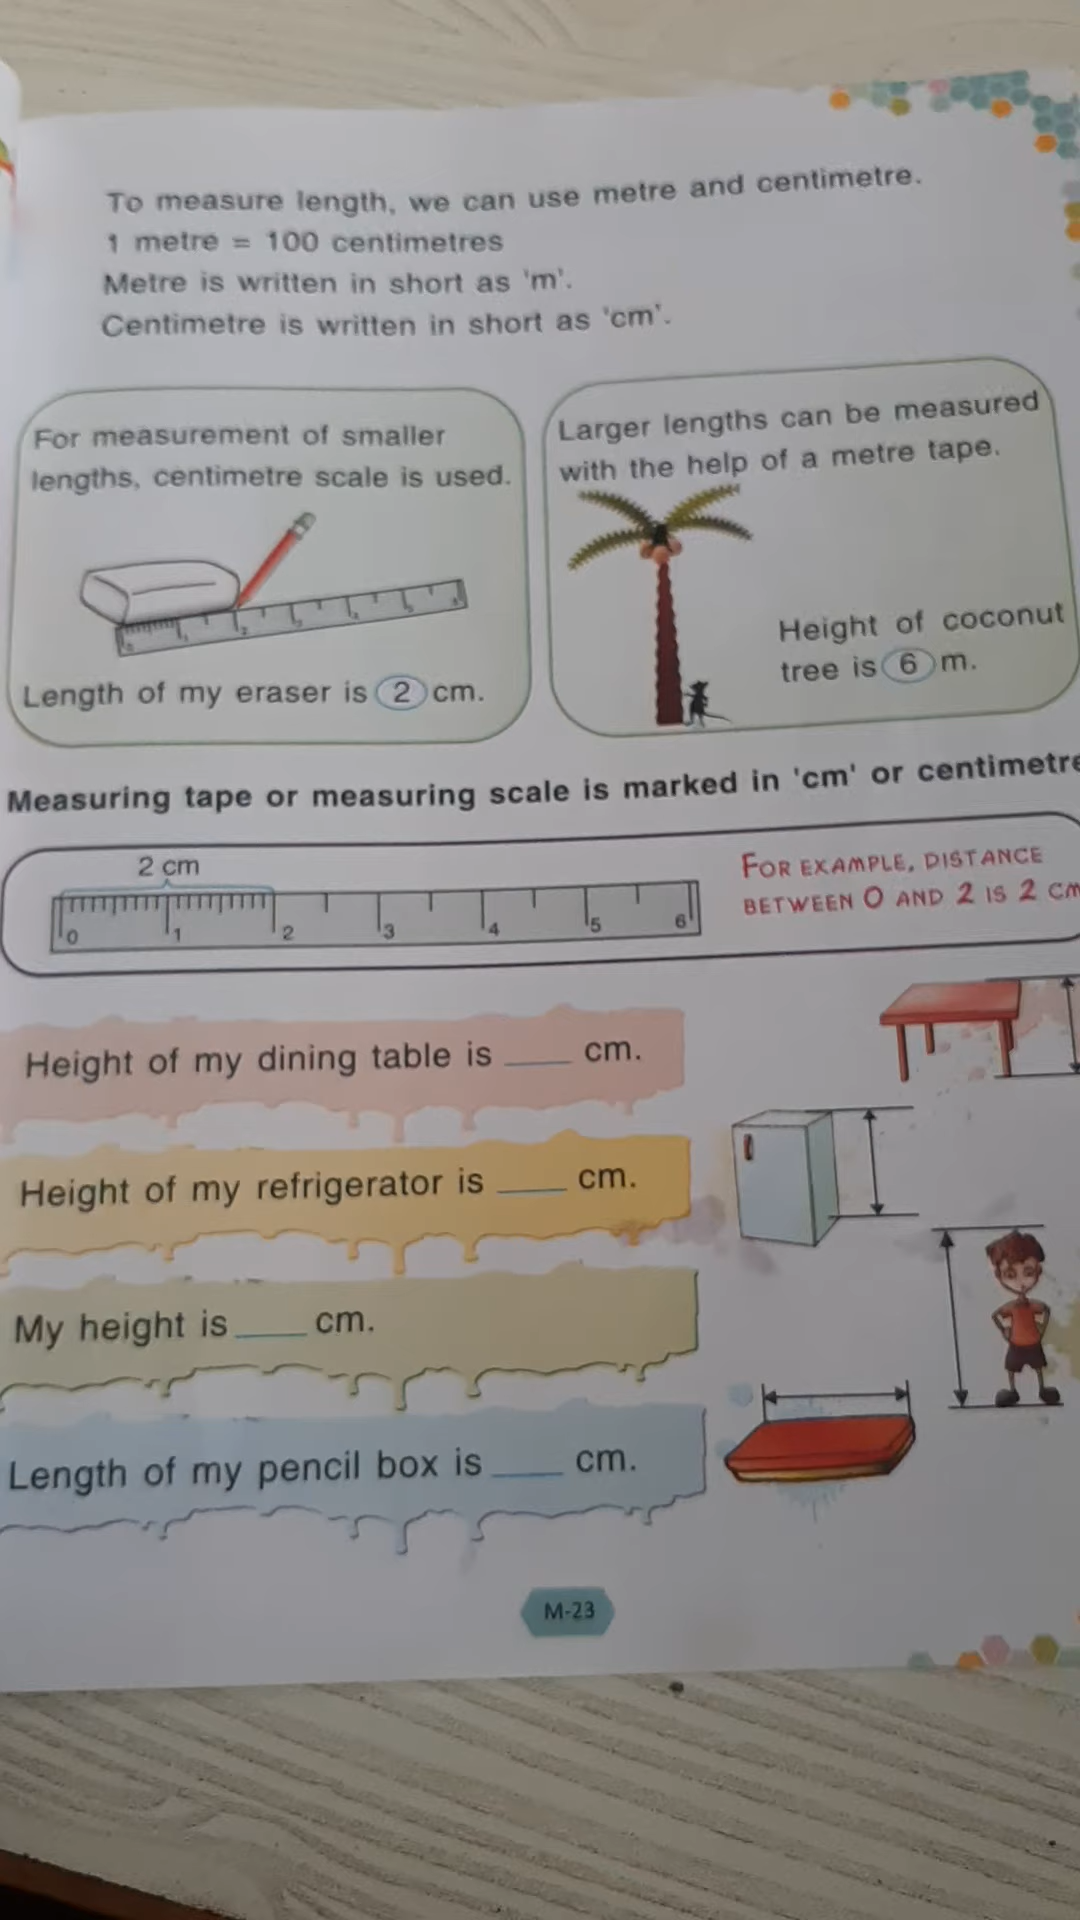 To measure length, we can use metre and centimetre.
1 metre = 100 centimetres
Metre is written in short as 'm'.
Centimetre is written in short as 'cm'.
For measurement of smaller
lengths, centimetre scale is used.
Length of my eraser is 2 cm.
Larger lengths can be measured
with the help of a metre tape.
Height of coconut
tree is 6 m.
Measuring tape or measuring scale is marked in 'cm' or centimetre
2 cm
0 1 2 3 4 5 6
FOR EXAMPLE, DISTANCE
BETWEEN 0 AND 2 IS 2 CM
Height of my dining table is ____ cm.
Height of my refrigerator is ____ cm.
My height is ____ cm.
Length of my pencil box is ____ cm.
M-23